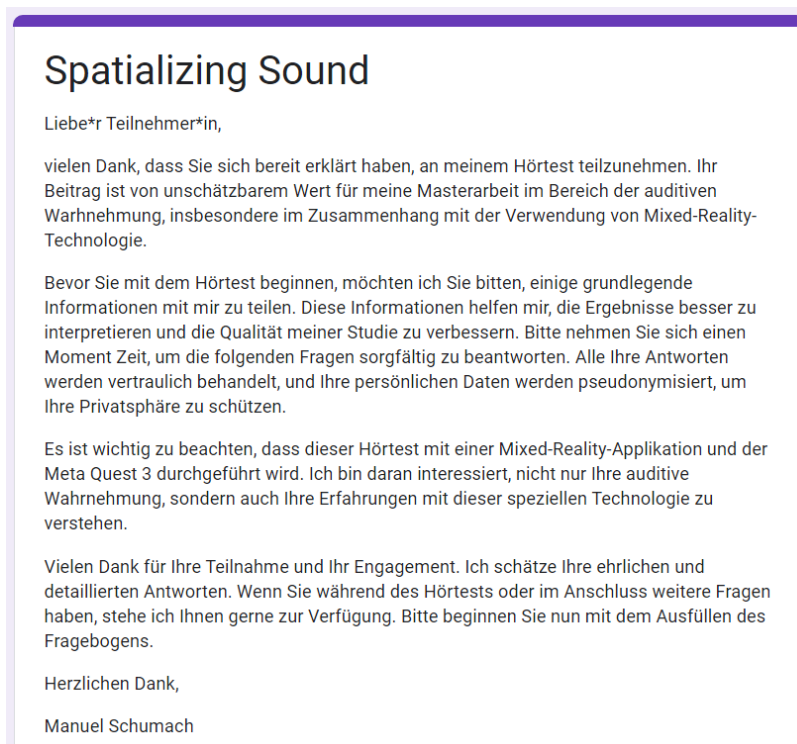 Spatializing Sound
Liebe*r Teilnehmer*in,
vielen Dank, dass Sie sich bereit erklärt haben, an meinem Hörtest teilzunehmen. Ihr
Beitrag ist von unschätzbarem Wert für meine Masterarbeit im Bereich der auditiven
Warhnehmung, insbesondere im Zusammenhang mit der Verwendung von Mixed-Reality-
Technologie.
Bevor Sie mit dem Hörtest beginnen, möchten ich Sie bitten, einige grundlegende
Informationen mit mir zu teilen. Diese Informationen helfen mir, die Ergebnisse besser zu
interpretieren und die Qualität meiner Studie zu verbessern. Bitte nehmen Sie sich einen
Moment Zeit, um die folgenden Fragen sorgfältig zu beantworten. Alle Ihre Antworten
werden vertraulich behandelt, und Ihre persönlichen Daten werden pseudonymisiert, um
Ihre Privatsphäre zu schützen.
Es ist wichtig zu beachten, dass dieser Hörtest mit einer Mixed-Reality-Applikation und der
Meta Quest 3 durchgeführt wird. Ich bin daran interessiert, nicht nur Ihre auditive
Wahrnehmung, sondern auch Ihre Erfahrungen mit dieser speziellen Technologie zu
verstehen.
Vielen Dank für Ihre Teilnahme und Ihr Engagement. Ich schätze Ihre ehrlichen und
detaillierten Antworten. Wenn Sie während des Hörtests oder im Anschluss weitere Fragen
haben, stehe ich Ihnen gerne zur Verfügung. Bitte beginnen Sie nun mit dem Ausfüllen des
Fragebogens.
Herzlichen Dank,
Manuel Schumach